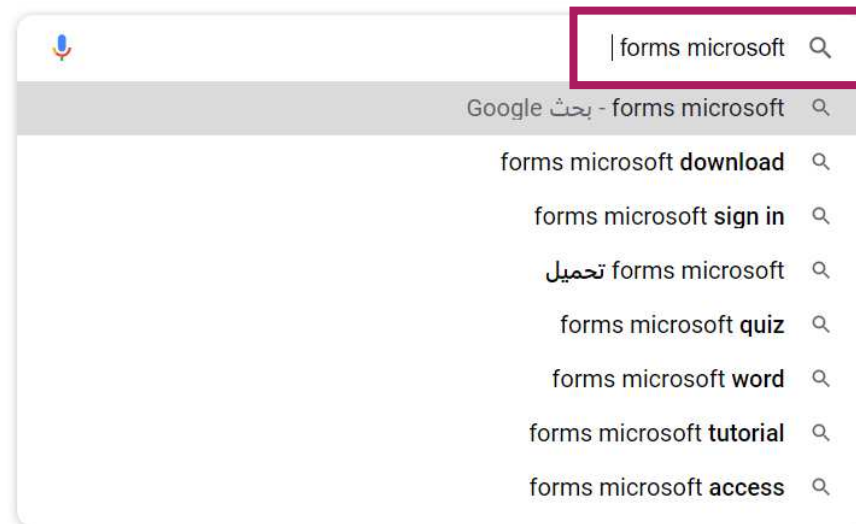 forms microsoft
forms microsoft - بحث Google
forms microsoft download
forms microsoft sign in
forms microsoft تحميل
forms microsoft quiz
forms microsoft word
forms microsoft tutorial
forms microsoft access